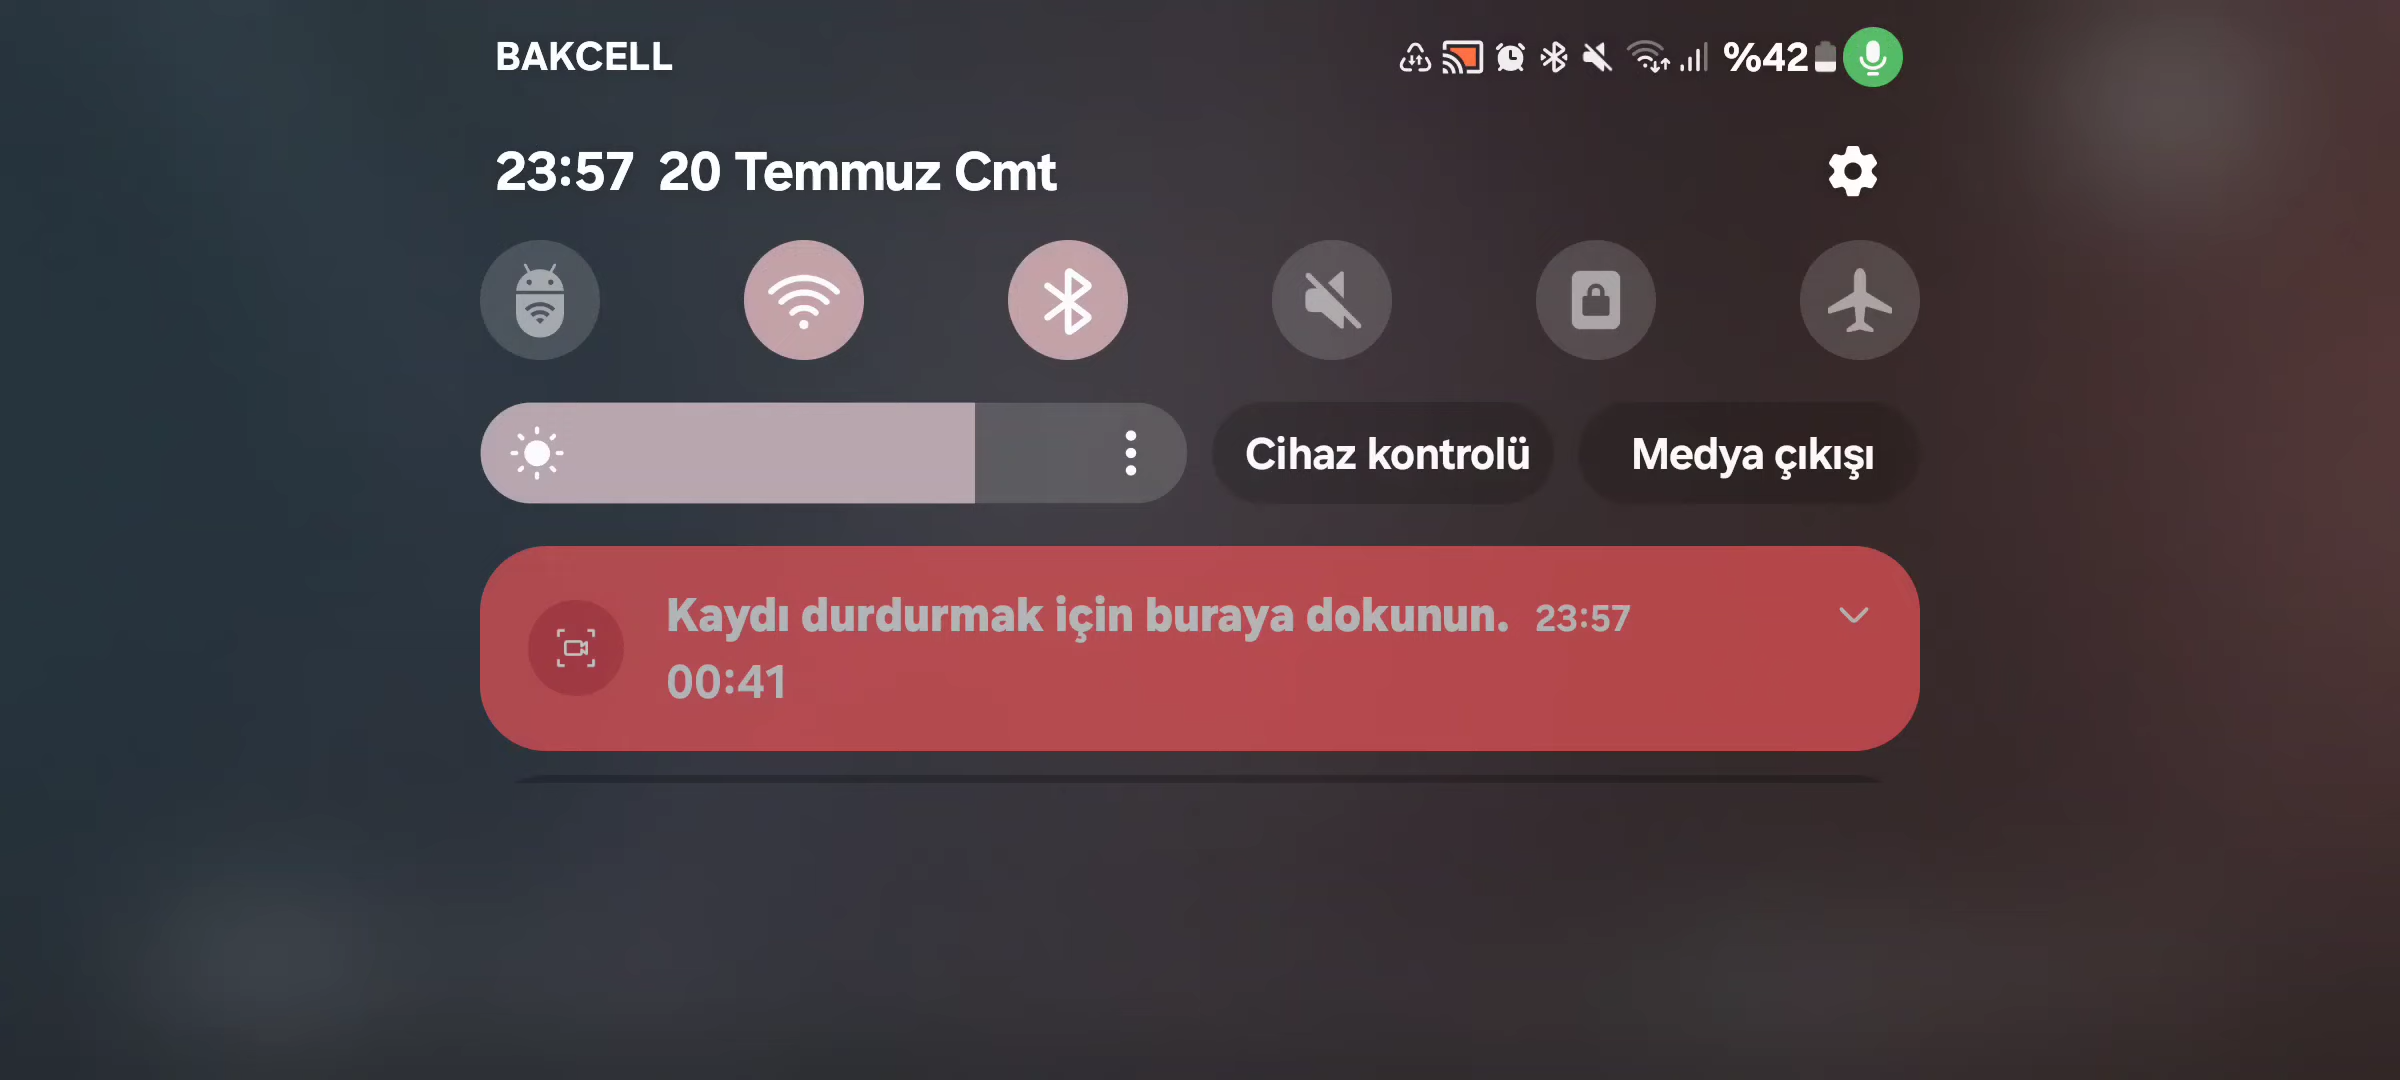 BAKCELL %42
23:57 20 Temmuz Cmt
Cihaz kontrolü Medya çıkışı
Kaydı durdurmak için buraya dokunun. 23:57
00:41